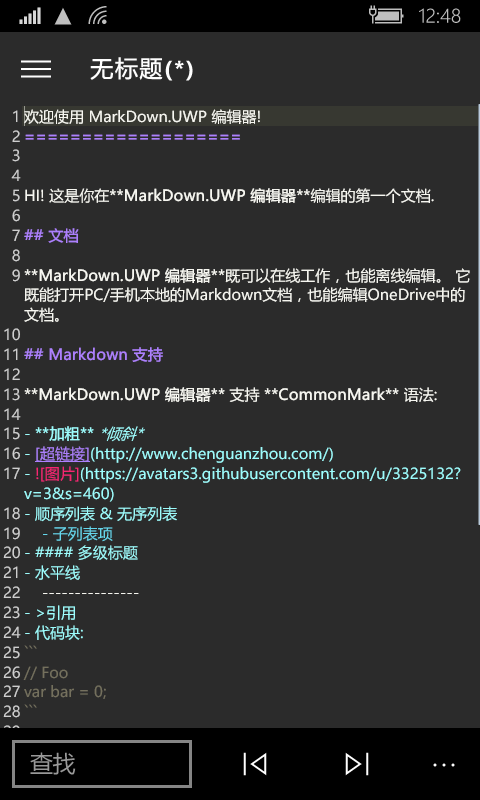 12:48
无标题(*)
1 欢迎使用 MarkDown.UWP 编辑器!
2 ===================
3
4
5 HI! 这是你在**MarkDown.UWP 编辑器**编辑的第一个文档.
6
7 ## 文档
8
9 **MarkDown.UWP 编辑器**既可以在线工作，也能离线编辑。 它
既能打开PC/手机本地的Markdown文档，也能编辑OneDrive中的
文档。
10
11 ## Markdown 支持
12
13 **MarkDown.UWP 编辑器** 支持 **CommonMark** 语法:
14
15 - **加粗** *倾斜*
16 - [超链接](http://www.chenguanzhou.com/)
17 - ![图片](https://avatars3.githubusercontent.com/u/3325132?
v=3&s=460)
18 - 顺序列表 & 无序列表
19 - 子列表项
20 - #### 多级标题
21 - 水平线
22 ---------------
23 - >引用
24 - 代码块:
25 ```
26 // Foo
27 var bar = 0;
28 ```
查找